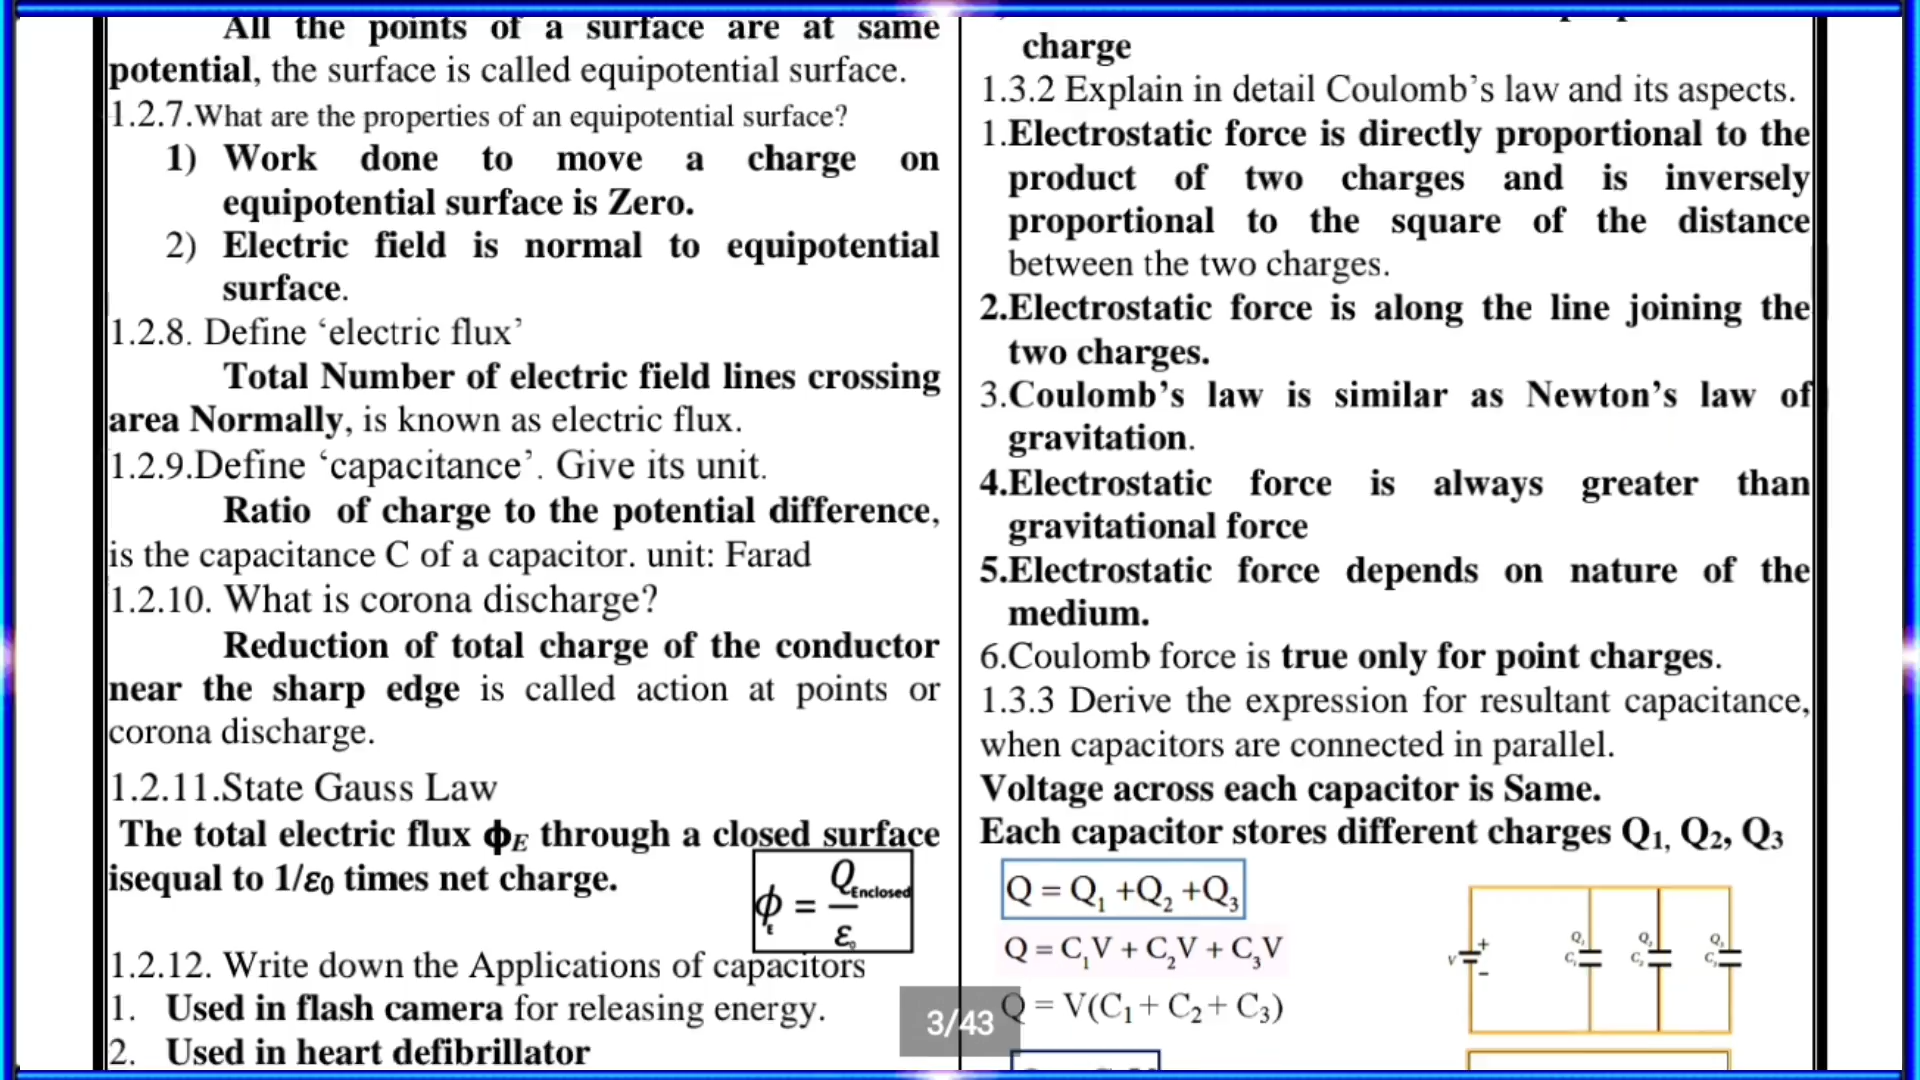 All the points of a surface are at same
potential, the surface is called equipotential surface.
1.2.7.What are the properties of an equipotential surface?
1) Work done to move a charge on
equipotential surface is Zero.
2) Electric field is normal to equipotential
surface.
1.2.8. Define ‘electric flux’
Total Number of electric field lines crossing
area Normally, is known as electric flux.
1.2.9.Define ‘capacitance’. Give its unit.
Ratio of charge to the potential difference,
is the capacitance C of a capacitor. unit: Farad
1.2.10. What is corona discharge?
Reduction of total charge of the conductor
near the sharp edge is called action at points or
corona discharge.
1.2.11.State Gauss Law
The total electric flux ϕE through a closed surface
isequal to 1/ε0 times net charge.
ϕE = QEnclosed / ε0
1.2.12. Write down the Applications of capacitors
1. Used in flash camera for releasing energy.
2. Used in heart defibrillator
charge
1.3.2 Explain in detail Coulomb’s law and its aspects.
1.Electrostatic force is directly proportional to the
product of two charges and is inversely
proportional to the square of the distance
between the two charges.
2.Electrostatic force is along the line joining the
two charges.
3.Coulomb’s law is similar as Newton’s law of
gravitation.
4.Electrostatic force is always greater than
gravitational force
5.Electrostatic force depends on nature of the
medium.
6.Coulomb force is true only for point charges.
1.3.3 Derive the expression for resultant capacitance,
when capacitors are connected in parallel.
Voltage across each capacitor is Same.
Each capacitor stores different charges Q1, Q2, Q3
Q = Q1 +Q2 +Q3
Q = C1V + C2V + C3V
Q = V(C1+ C2+ C3)
V + −
3/43